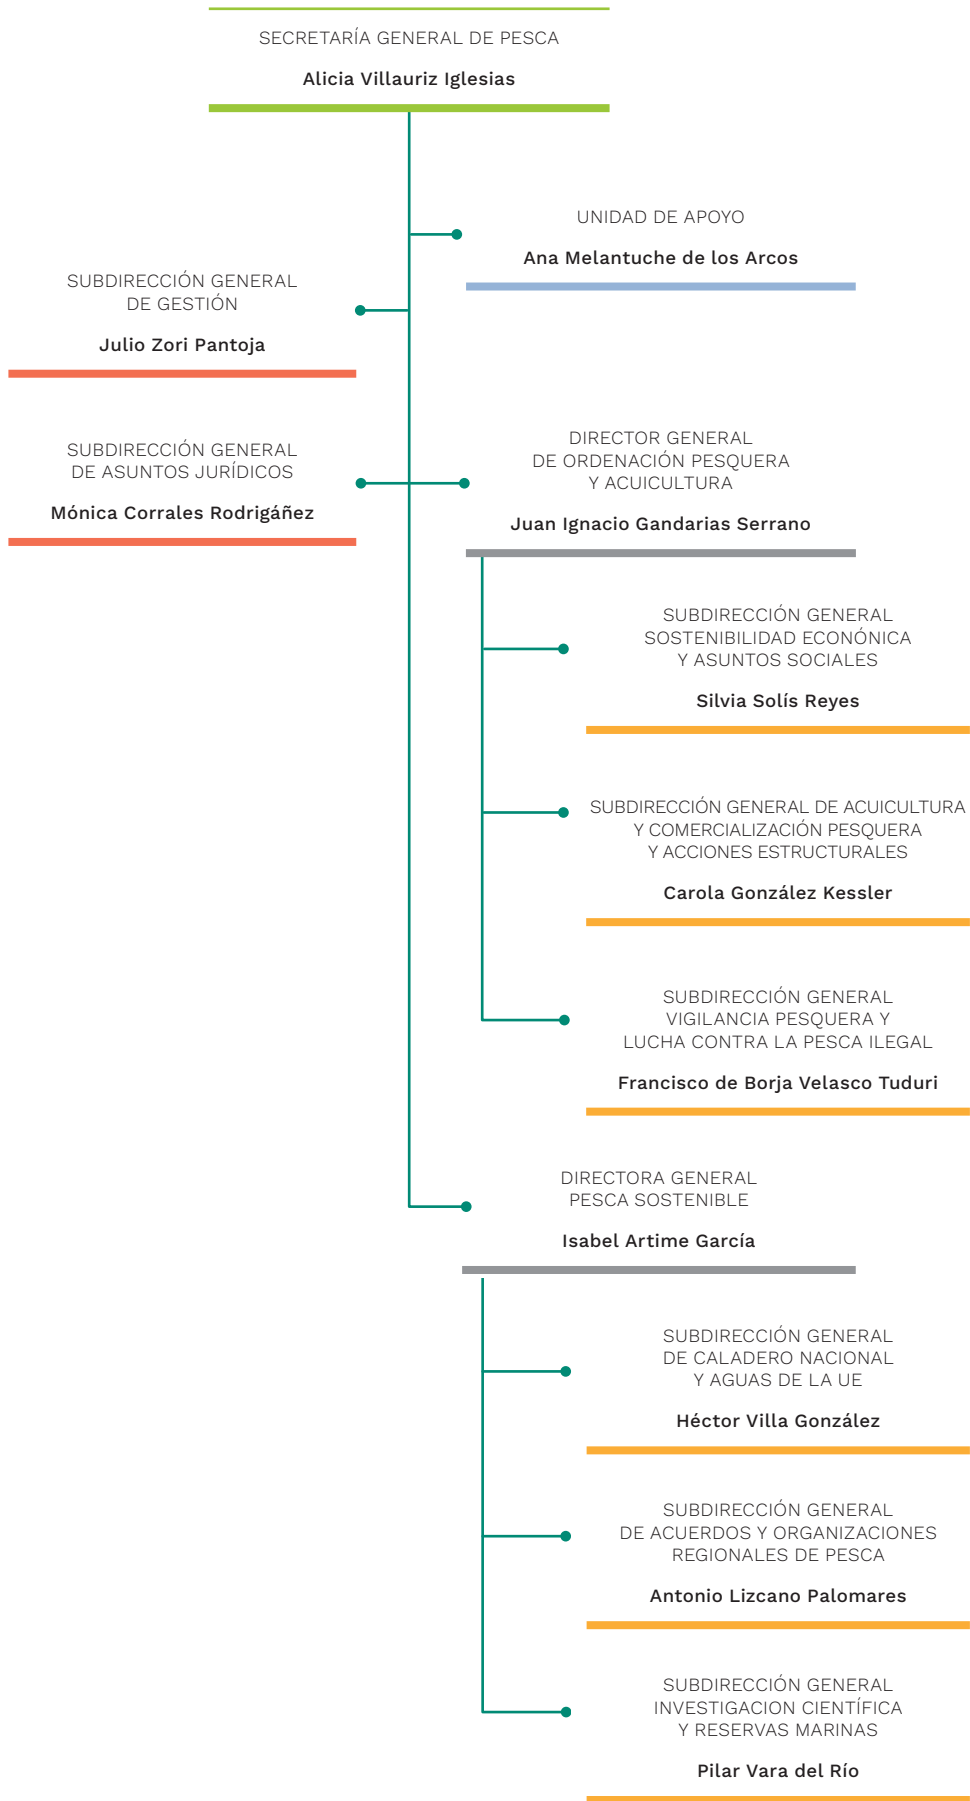 SECRETARÍA GENERAL DE PESCA
Alicia Villauriz Iglesias
UNIDAD DE APOYO
Ana Melantuche de los Arcos
SUBDIRECCIÓN GENERAL
DE GESTIÓN
Julio Zori Pantoja
SUBDIRECCIÓN GENERAL
DE ASUNTOS JURÍDICOS
Mónica Corrales Rodrigáñez
DIRECTOR GENERAL
DE ORDENACIÓN PESQUERA
Y ACUICULTURA
Juan Ignacio Gandarias Serrano
SUBDIRECCIÓN GENERAL
SOSTENIBILIDAD ECONÓMICA
Y ASUNTOS SOCIALES
Silvia Solís Reyes
SUBDIRECCIÓN GENERAL DE ACUICULTURA
Y COMERCIALIZACIÓN PESQUERA
Y ACCIONES ESTRUCTURALES
Carola González Kessler
SUBDIRECCIÓN GENERAL
VIGILANCIA PESQUERA Y
LUCHA CONTRA LA PESCA ILEGAL
Francisco de Borja Velasco Tuduri
DIRECTORA GENERAL
PESCA SOSTENIBLE
Isabel Artime García
SUBDIRECCIÓN GENERAL
DE CALADERO NACIONAL
Y AGUAS DE LA UE
Héctor Villa González
SUBDIRECCIÓN GENERAL
DE ACUERDOS Y ORGANIZACIONES
REGIONALES DE PESCA
Antonio Lizcano Palomares
SUBDIRECCIÓN GENERAL
INVESTIGACION CIENTÍFICA
Y RESERVAS MARINAS
Pilar Vara del Río